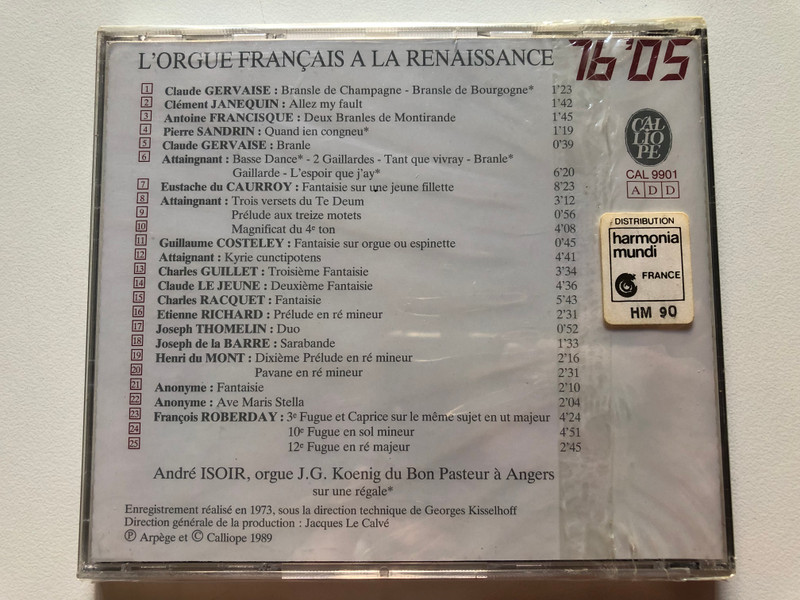 L'ORGUE FRANÇAIS A LA RENAISSANCE 76'05
1 Claude GERVAISE : Bransle de Champagne - Bransle de Bourgogne* 1'23
2 Clément JANEQUIN : Allez my fault 1'42
3 Antoine FRANCISQUE : Deux Branles de Montirande 1'45
4 Pierre SANDRIN : Quand ien congneu* 1'19
5 Claude GERVAISE : Branle 0'39
6 Attaingnant : Basse Dance* - 2 Gaillardes - Tant que vivray - Branle*
Gaillarde - L'espoir que j'ay* 6'20
7 Eustache du CAURROY : Fantaisie sur une jeune fillette 8'23
8 Attaingnant : Trois versets du Te Deum 3'12
9 Prélude aux treize motets 0'56
10 Magnificat du 4e ton 4'08
11 Guillaume COSTELEY : Fantaisie sur orgue ou espinette 0'45
12 Attaignant : Kyrie cunctipotens 4'41
13 Charles GUILLET : Troisième Fantaisie 3'34
14 Claude LE JEUNE : Deuxième Fantaisie 4'36
15 Charles RACQUET : Fantaisie 5'43
16 Etienne RICHARD : Prélude en ré mineur 2'31
17 Joseph THOMELIN : Duo 0'52
18 Joseph de la BARRE : Sarabande 1'33
19 Henri du MONT : Dixième Prélude en ré mineur 2'16
20 Pavane en ré mineur 2'31
21 Anonyme : Fantaisie 2'10
22 Anonyme : Ave Maris Stella 2'04
23 François ROBERDAY : 3e Fugue et Caprice sur le même sujet en ut majeur 4'24
24 10e Fugue en sol mineur 4'51
25 12e Fugue en ré majeur 2'45
André ISOIR, orgue J.G. Koenig du Bon Pasteur à Angers
sur une régale*
Enregistrement réalisé en 1973, sous la direction technique de Georges Kisselhoff
Direction générale de la production : Jacques Le Calvé
℗ Arpège et © Calliope 1989
CAL
LIO
PE
CAL 9901
A D D
DISTRIBUTION
harmonia
mundi
FRANCE
HM 90